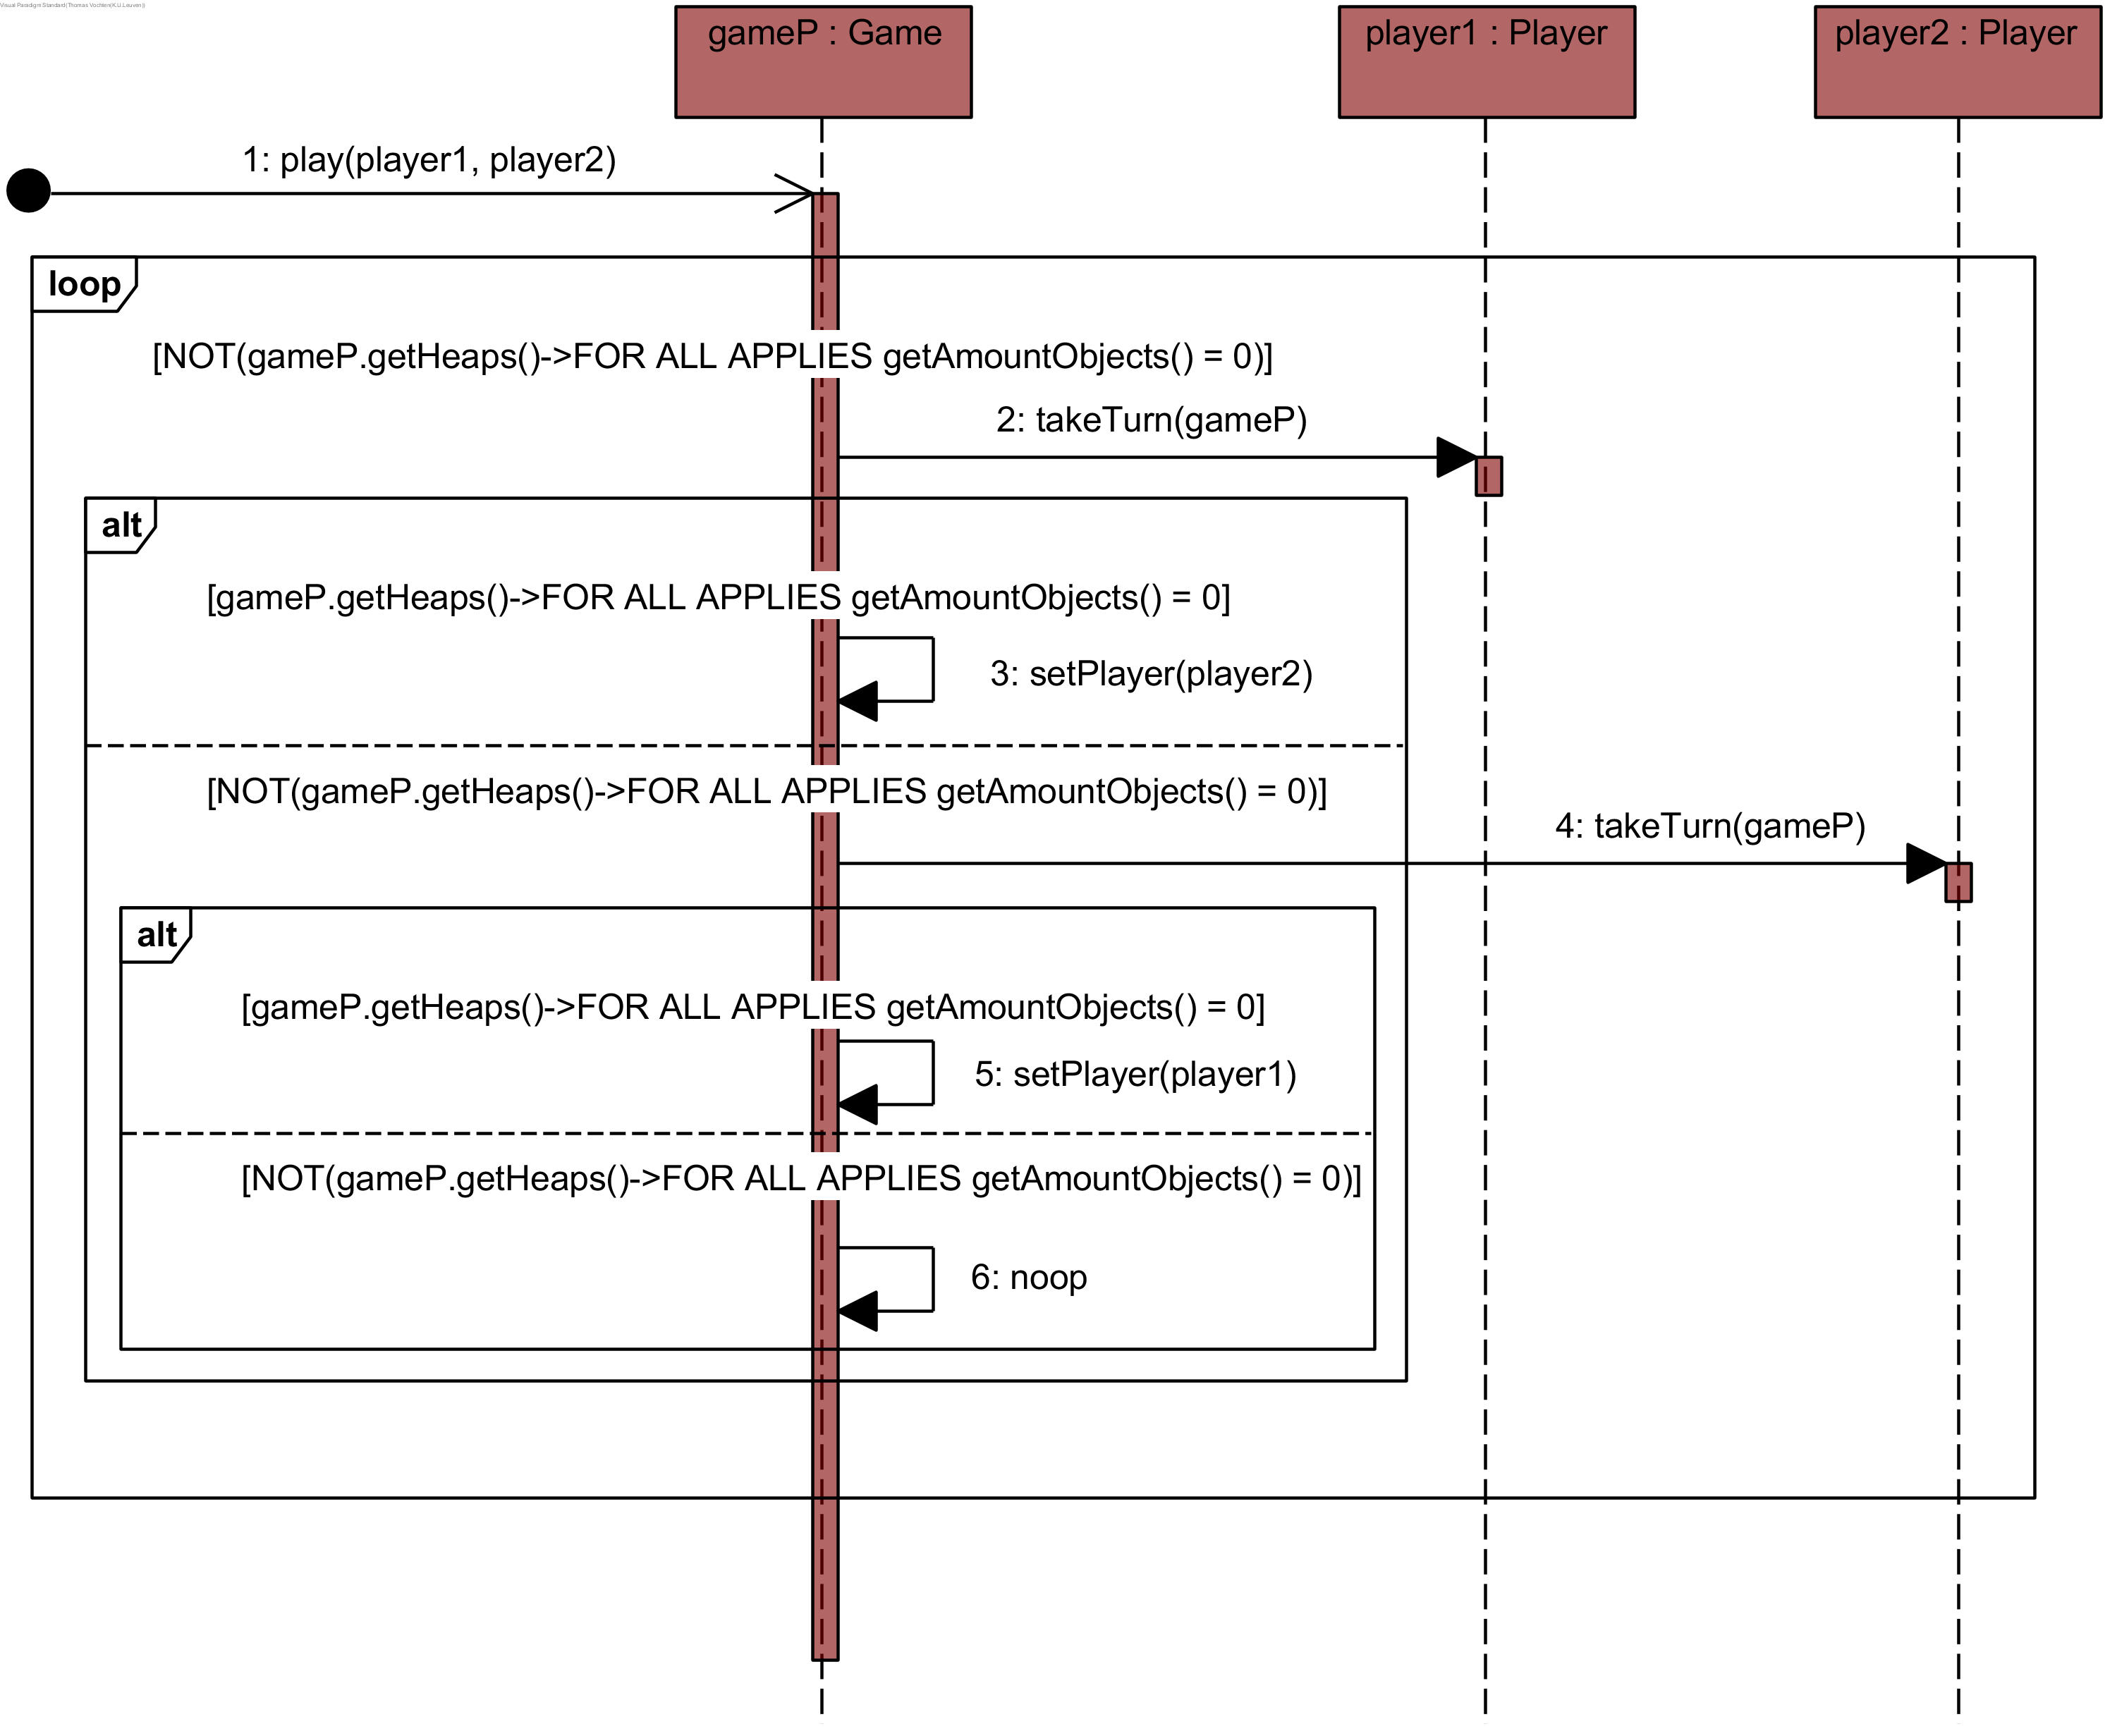 Visual Paradigm Standard(Thomas Vochten(K.U.Leuven))
gameP : Game
player1 : Player
player2 : Player
1: play(player1, player2)
loop
[NOT(gameP.getHeaps()->FOR ALL APPLIES getAmountObjects() = 0)]
2: takeTurn(gameP)
alt
[gameP.getHeaps()->FOR ALL APPLIES getAmountObjects() = 0]
3: setPlayer(player2)
[NOT(gameP.getHeaps()->FOR ALL APPLIES getAmountObjects() = 0)]
4: takeTurn(gameP)
alt
[gameP.getHeaps()->FOR ALL APPLIES getAmountObjects() = 0]
5: setPlayer(player1)
[NOT(gameP.getHeaps()->FOR ALL APPLIES getAmountObjects() = 0)]
6: noop